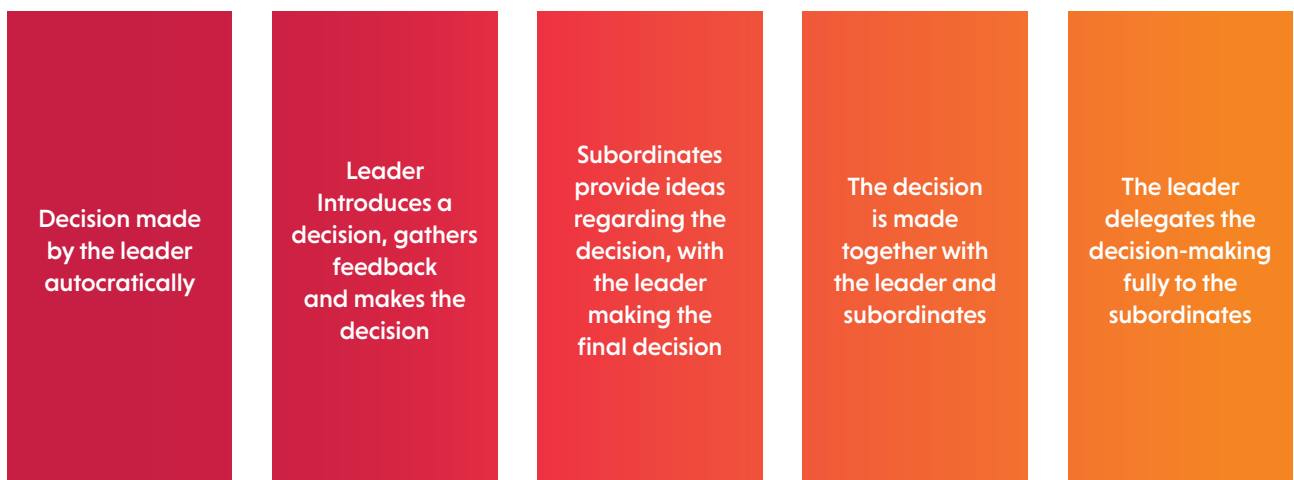 Decision made
by the leader
autocratically
Leader
Introduces a
decision, gathers
feedback
and makes the
decision
Subordinates
provide ideas
regarding the
decision, with
the leader
making the
final decision
The decision
is made
together with
the leader and
subordinates
The leader
delegates the
decision-making
fully to the
subordinates